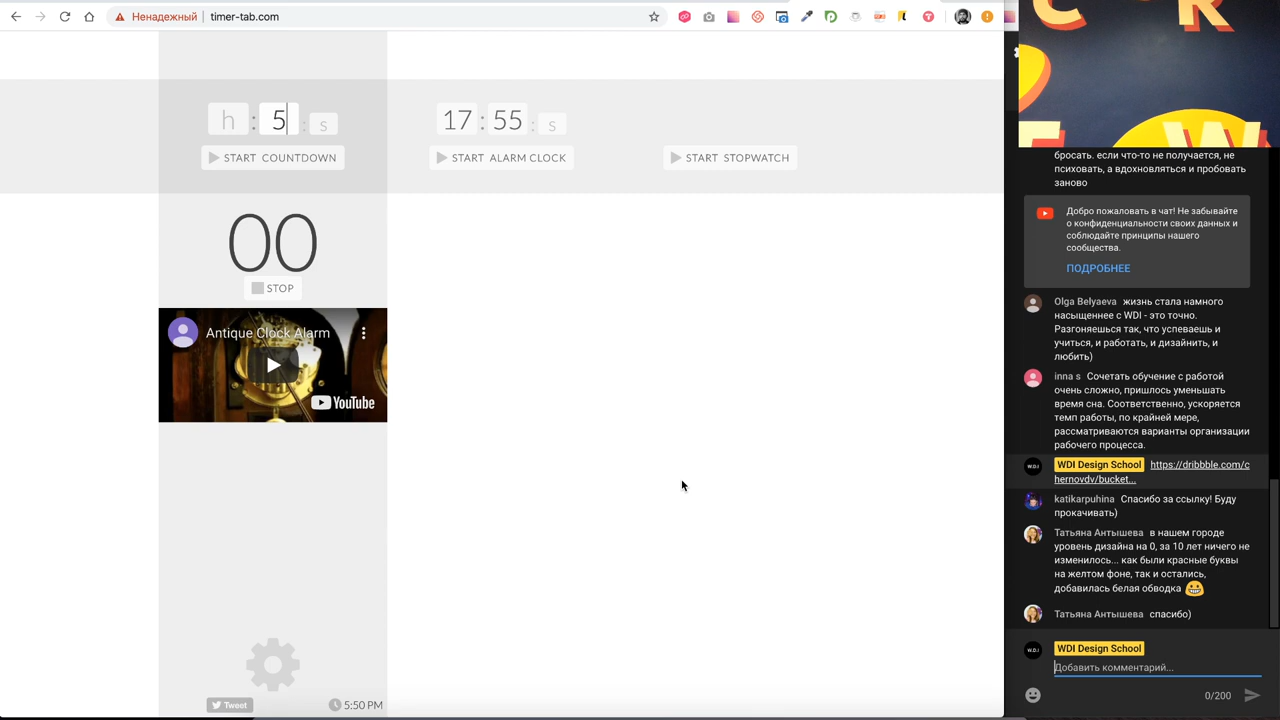 Ненадежный
timer-tab.com
h : 5 : s
START COUNTDOWN
17 : 55 : s
START ALARM CLOCK
START STOPWATCH
00
STOP
Antique Clock Alarm
YouTube
Tweet
5:50 PM
C R
W
бросать. если что-то не получается, не
психовать, а вдохновляться и пробовать
заново
Добро пожаловать в чат! Не забывайте
о конфиденциальности своих данных и
соблюдайте принципы нашего
сообщества.
ПОДРОБНЕЕ
Olga Belyaeva жизнь стала намного
насыщеннее с WDI - это точно.
Разгоняешься так, что успеваешь и
учиться, и работать, и дизайнить, и
любить)
inna s Сочетать обучение с работой
очень сложно, пришлось уменьшать
время сна. Соответственно, ускоряется
темп работы, по крайней мере,
рассматриваются варианты организации
рабочего процесса.
W.D.I WDI Design School https://dribbble.com/c
hernovdv/bucket...
katikarpuhina Спасибо за ссылку! Буду
прокачивать)
Татьяна Антышева в нашем городе
уровень дизайна на 0, за 10 лет ничего не
изменилось... как были красные буквы
на желтом фоне, так и остались,
добавилась белая обводка
Татьяна Антышева спасибо)
W.D.I WDI Design School
Добавить комментарий...
0/200